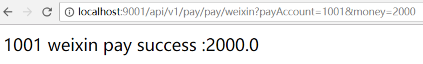 localhost:9001/api/v1/pay/pay/weixin?payAccount=1001&money=2000
1001 weixin pay success :2000.0